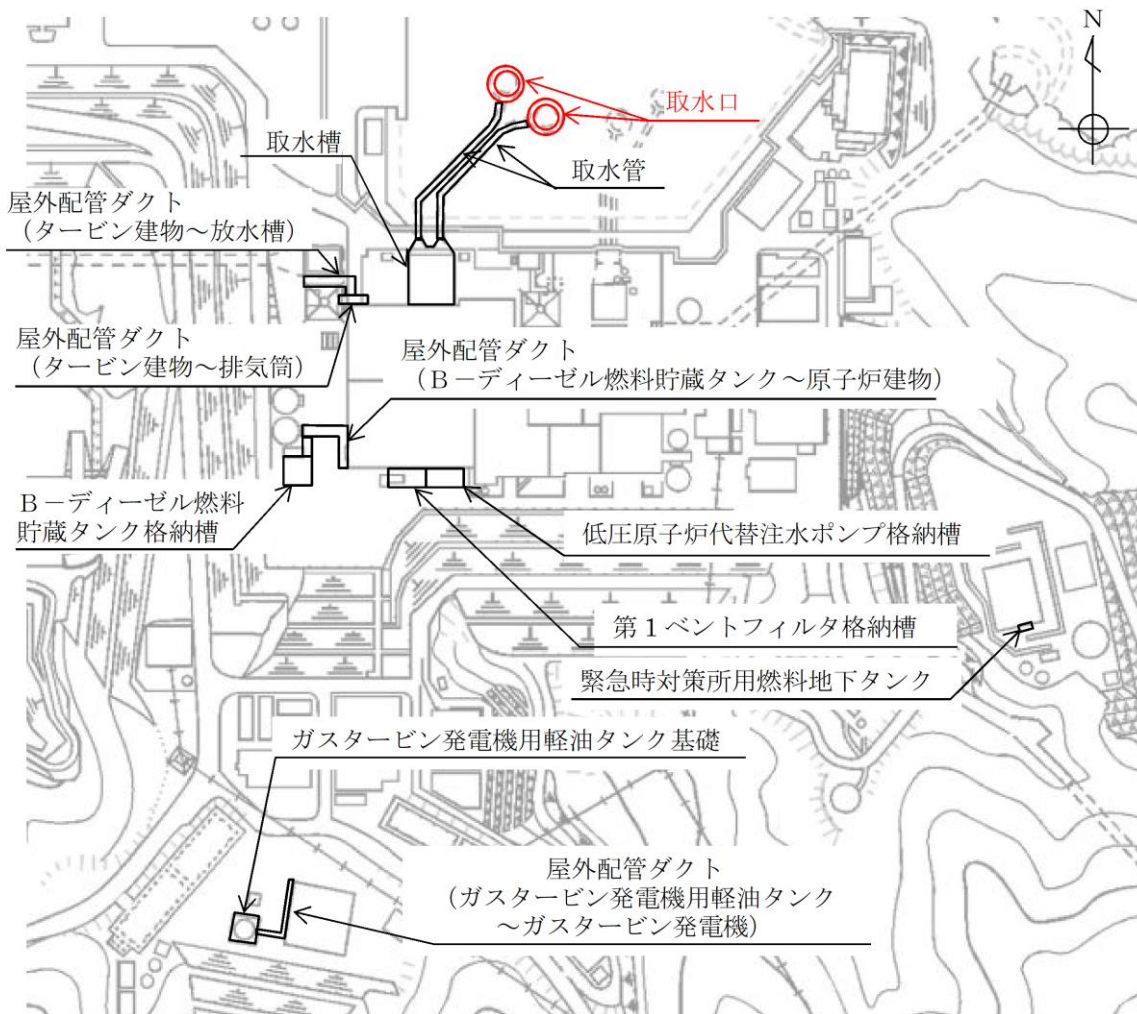 N
取水口
取水槽
取水管
屋外配管ダクト
(タービン建物~放水槽)
屋外配管ダクト
(タービン建物~排気筒)
屋外配管ダクト
(B-ディーゼル燃料貯蔵タンク~原子炉建物)
B-ディーゼル燃料
貯蔵タンク格納槽
低圧原子炉代替注水ポンプ格納槽
第1ベントフィルタ格納槽
緊急時対策所用燃料地下タンク
ガスタービン発電機用軽油タンク基礎
屋外配管ダクト
(ガスタービン発電機用軽油タンク
~ガスタービン発電機)